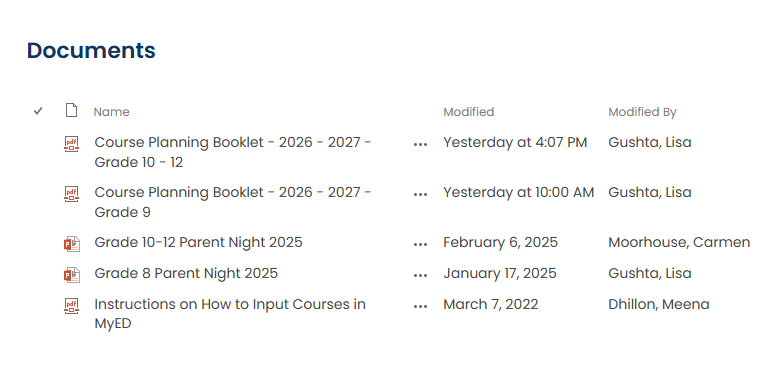 Documents
Name Modified Modified By
Course Planning Booklet - 2026 - 2027 - Grade 10 - 12 ... Yesterday at 4:07 PM Gushta, Lisa
Course Planning Booklet - 2026 - 2027 - Grade 9 ... Yesterday at 10:00 AM Gushta, Lisa
Grade 10-12 Parent Night 2025 ... February 6, 2025 Moorhouse, Carmen
Grade 8 Parent Night 2025 ... January 17, 2025 Gushta, Lisa
Instructions on How to Input Courses in MyED ... March 7, 2022 Dhillon, Meena